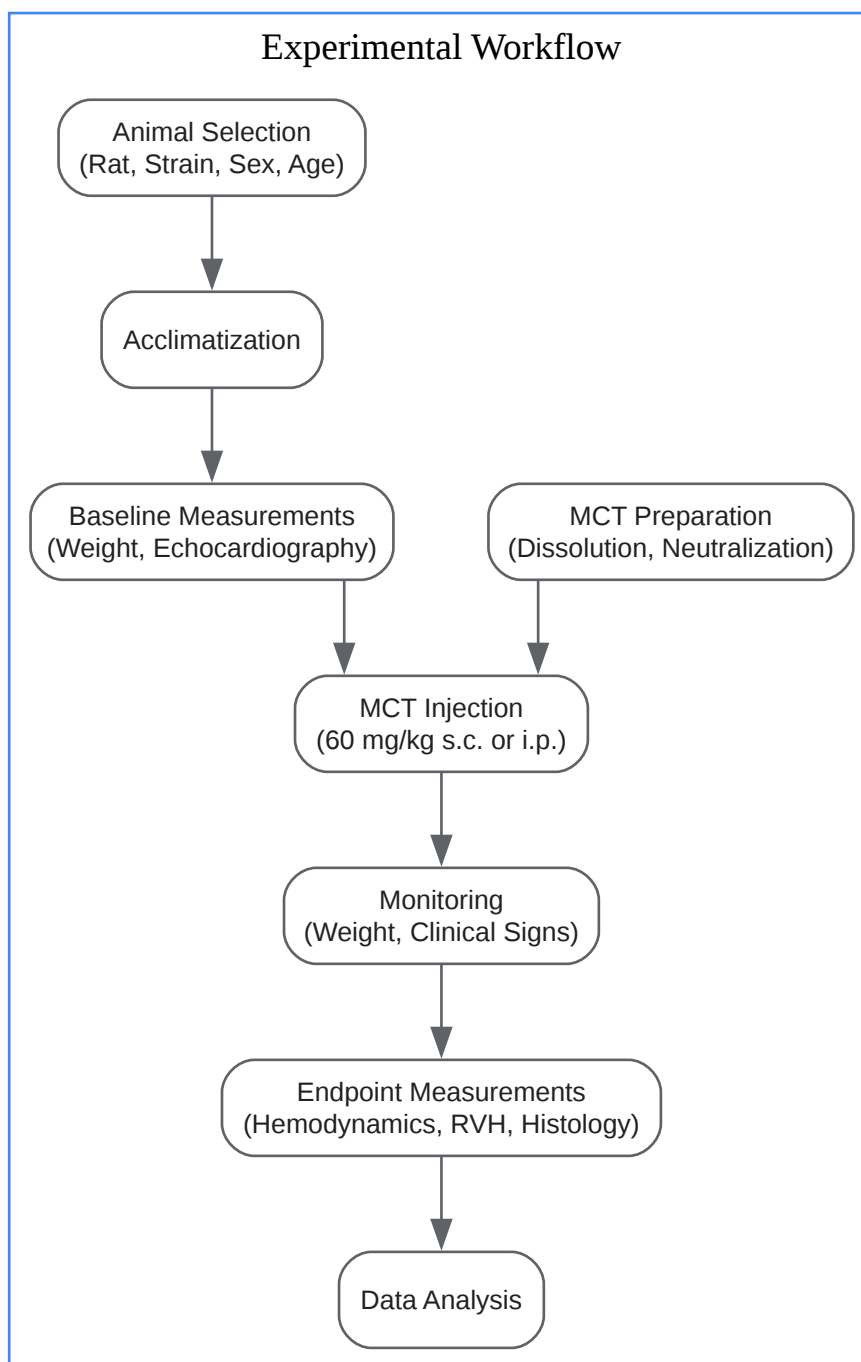 Experimental Workflow
Animal Selection
(Rat, Strain, Sex, Age)
Acclimatization
Baseline Measurements
(Weight, Echocardiography)
MCT Preparation
(Dissolution, Neutralization)
MCT Injection
(60 mg/kg s.c. or i.p.)
Monitoring
(Weight, Clinical Signs)
Endpoint Measurements
(Hemodynamics, RVH, Histology)
Data Analysis